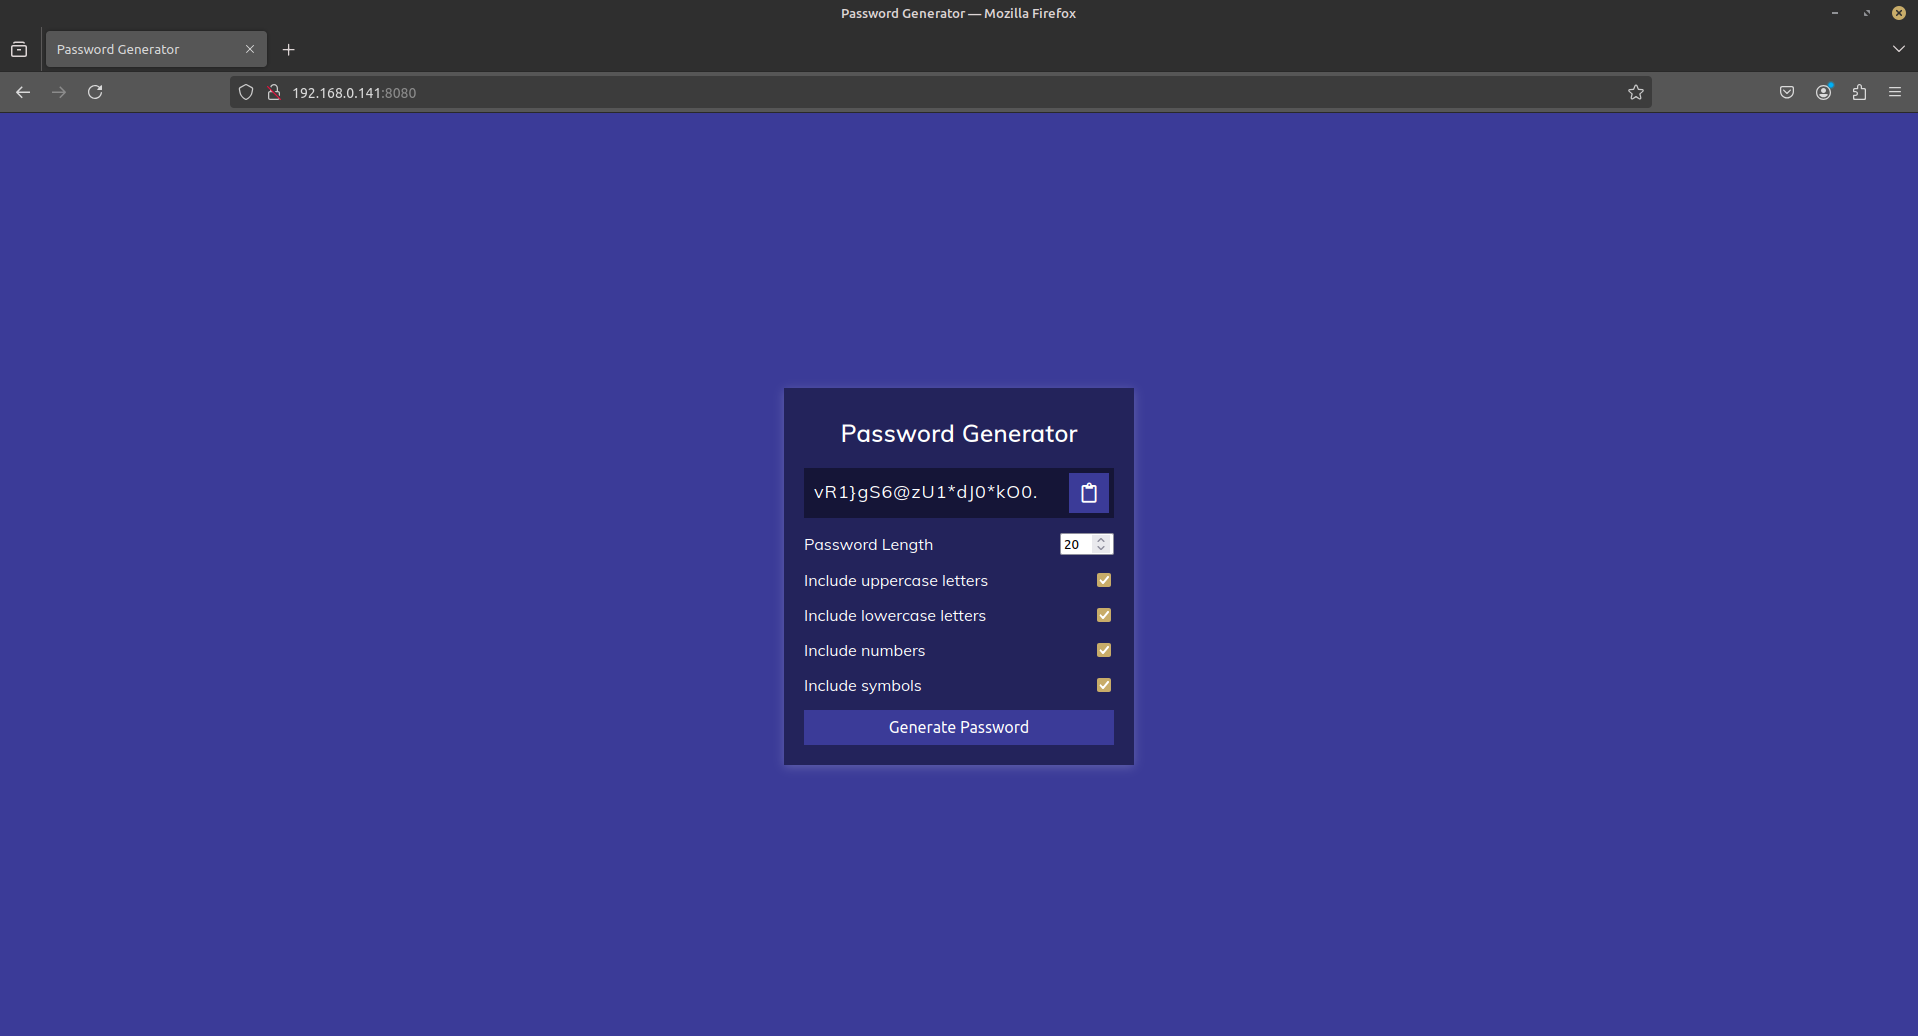 Password Generator — Mozilla Firefox
Password Generator
192.168.0.141:8080
Password Generator
vR1}gS6@zU1*dJ0*kO0.
Password Length 20
Include uppercase letters
Include lowercase letters
Include numbers
Include symbols
Generate Password